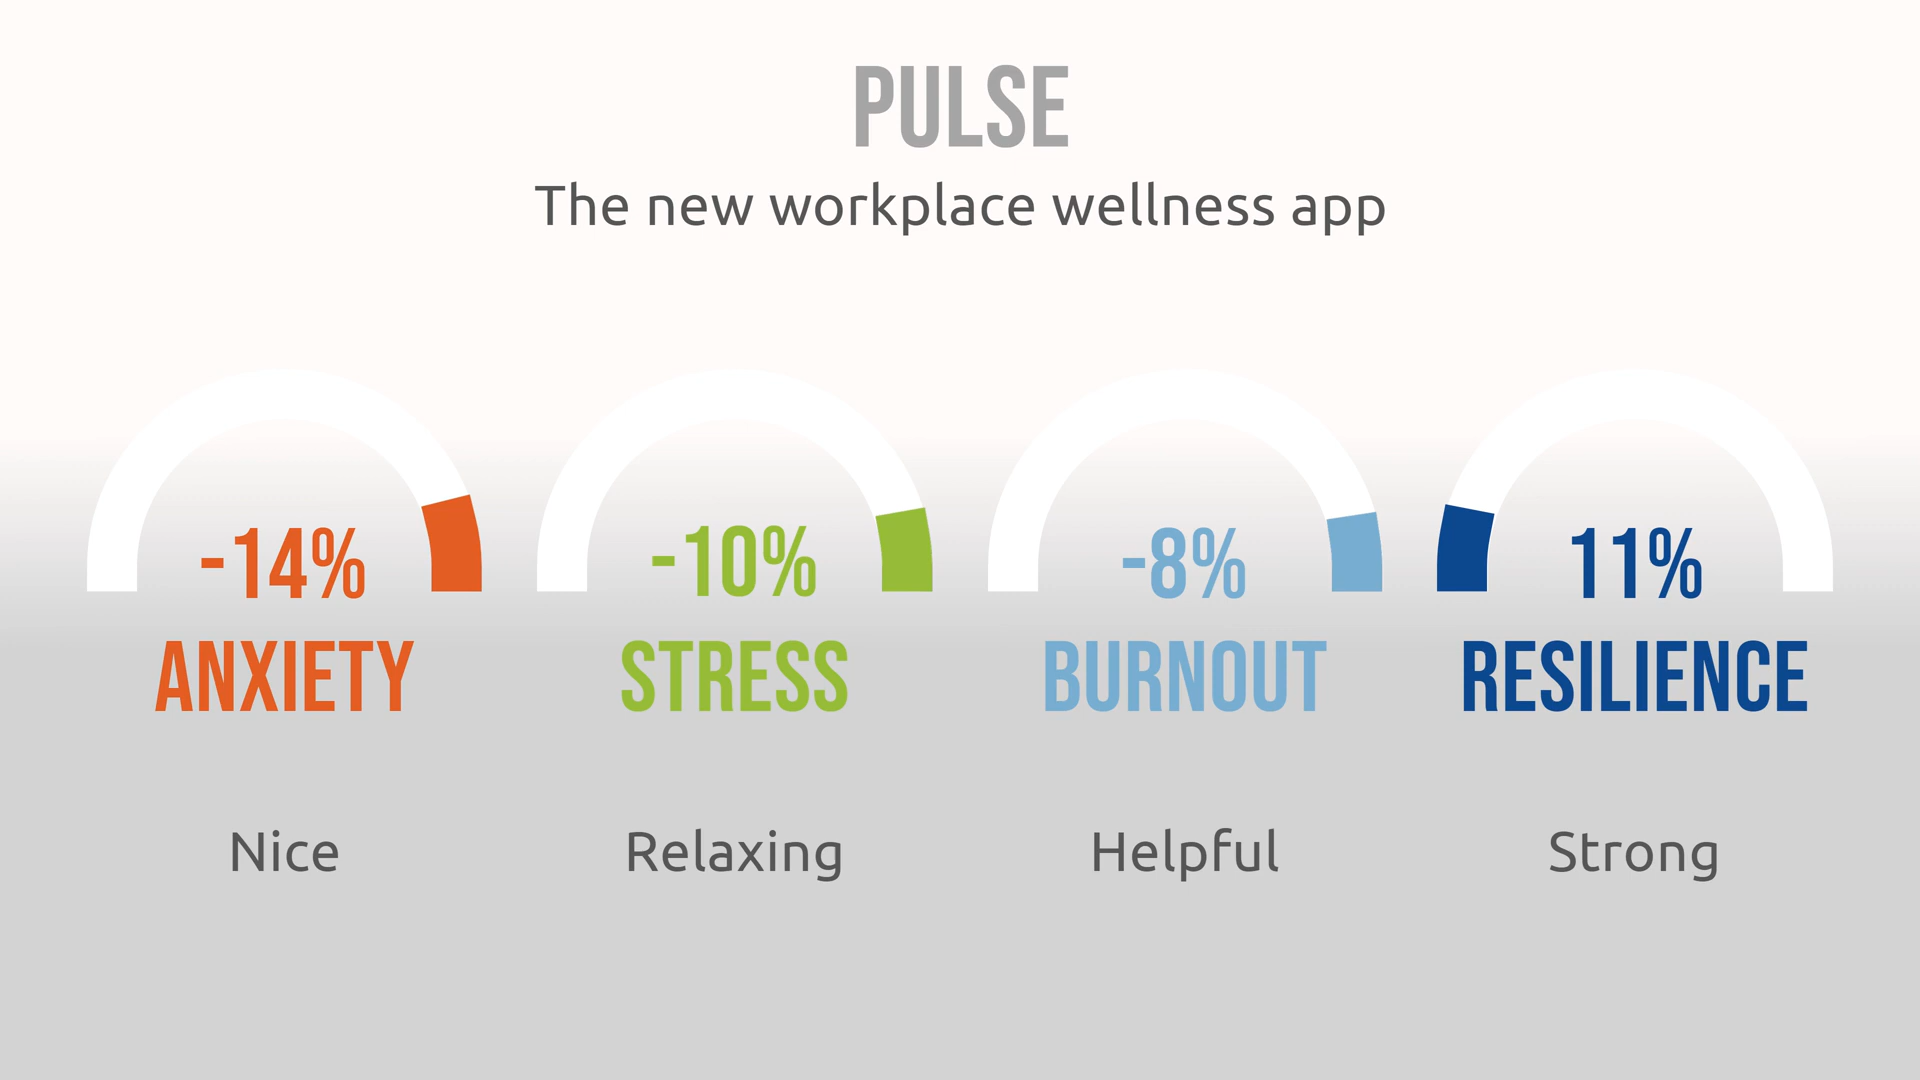 PULSE
The new workplace wellness app
-14%
ANXIETY
Nice
-10%
STRESS
Relaxing
-8%
BURNOUT
Helpful
11%
RESILIENCE
Strong